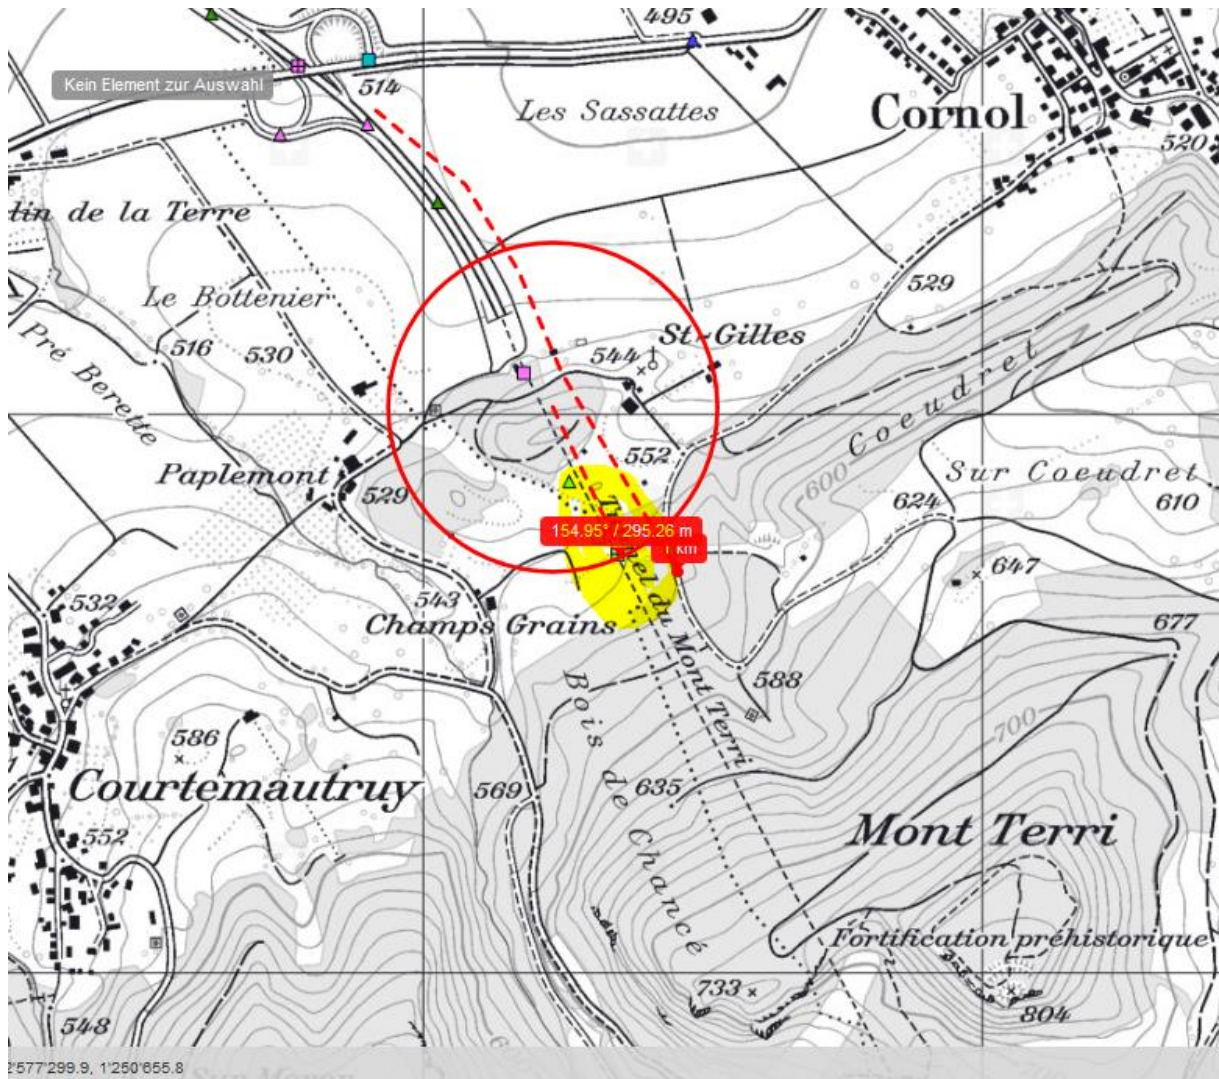 495
Kein Element zur Auswahl
514
Les Sassattes
Cornol
520
tin de la Terre
Le Bottenier
529
516
530
544
St-Gilles
Pré Berette
Coeudret
552
Paplemont
529
600
Sur Coeudret
624
610
154.95° / 295.26 m
1 km
647
532
543
Champs Grains
Tunnel du Mont Terri
677
588
586
Bois de Chancé
700
Courtemautruy
569
635
Mont Terri
552
Fortification préhistorique
733
804
548
2'577'299.9, 1'250'655.8